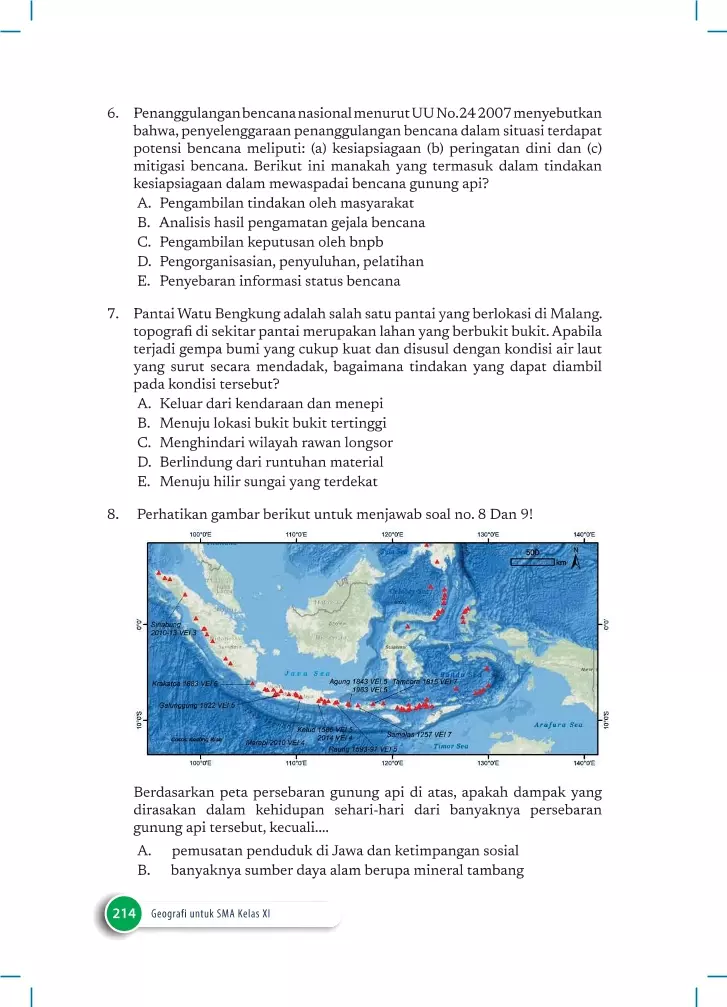 6. Penanggulangan bencana nasional menurut UU No.24 2007 menyebutkan
bahwa, penyelenggaraan penanggulangan bencana dalam situasi terdapat
potensi bencana meliputi: (a) kesiapsiagaan (b) peringatan dini dan (c)
mitigasi bencana. Berikut ini manakah yang termasuk dalam tindakan
kesiapsiagaan dalam mewaspadai bencana gunung api?
A. Pengambilan tindakan oleh masyarakat
B. Analisis hasil pengamatan gejala bencana
C. Pengambilan keputusan oleh bnpb
D. Pengorganisasian, penyuluhan, pelatihan
E. Penyebaran informasi status bencana
7. Pantai Watu Bengkung adalah salah satu pantai yang berlokasi di Malang.
topografi di sekitar pantai merupakan lahan yang berbukit bukit. Apabila
terjadi gempa bumi yang cukup kuat dan disusul dengan kondisi air laut
yang surut secara mendadak, bagaimana tindakan yang dapat diambil
pada kondisi tersebut?
A. Keluar dari kendaraan dan menepi
B. Menuju lokasi bukit bukit tertinggi
C. Menghindari wilayah rawan longsor
D. Berlindung dari runtuhan material
E. Menuju hilir sungai yang terdekat
8. Perhatikan gambar berikut untuk menjawab soal no. 8 Dan 9!
100°0'E 110°0'E 120°0'E 130°0'E 140°0'E
500 km N
0°0' 0°0'
Sinabung
2010-13 VEI 3
Java Sea
Banda Sea
Krakatoa 1883 VEI 6
Agung 1843 VEI 5
1963 VEI 5
Tambora 1815 VEI 7
Galunggung 1822 VEI 5
10°0'S 10°0'S
Arafura Sea
Kelud 1586 VEI 5
2014 VEI 4
Samalas 1257 VEI 7
Merapi 2010 VEI 4
Raung 1593-97 VEI 5
Timor Sea
100°0'E 110°0'E 120°0'E 130°0'E 140°0'E
Berdasarkan peta persebaran gunung api di atas, apakah dampak yang
dirasakan dalam kehidupan sehari-hari dari banyaknya persebaran
gunung api tersebut, kecuali....
A. pemusatan penduduk di Jawa dan ketimpangan sosial
B. banyaknya sumber daya alam berupa mineral tambang
214 Geografi untuk SMA Kelas XI